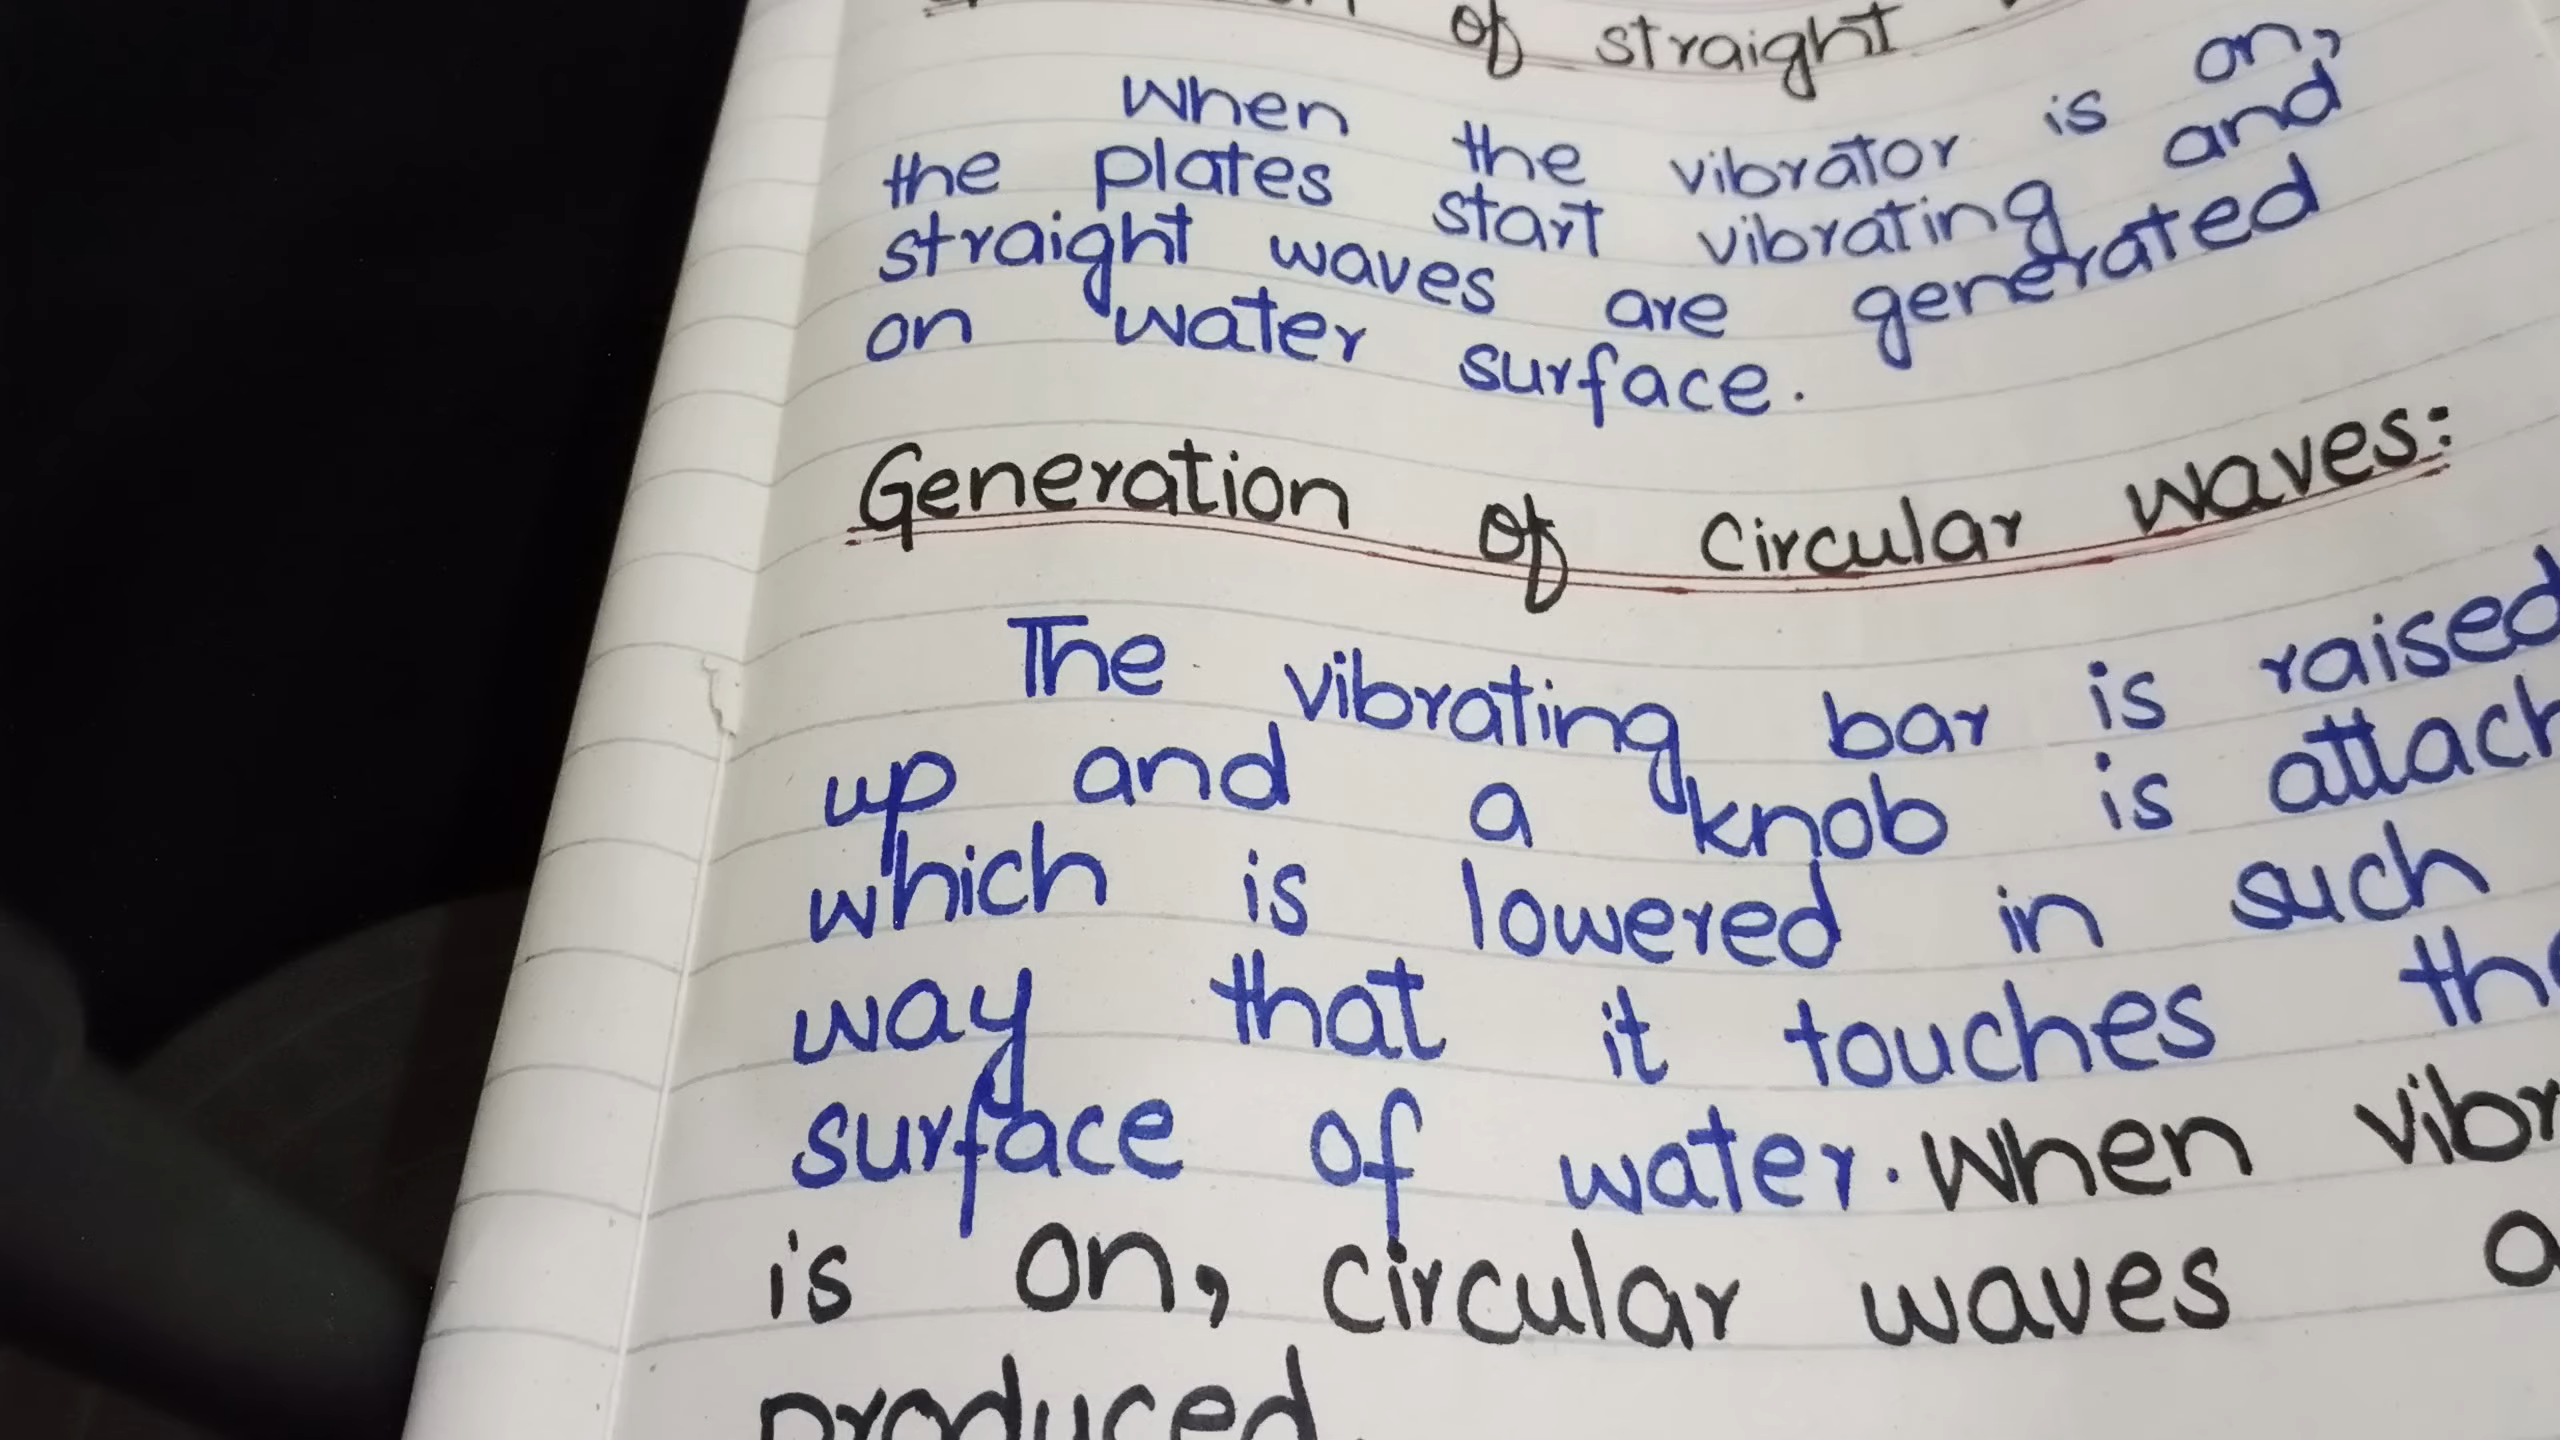 of straight
When the vibrator is on,
the plates start vibrating and
straight waves are generated
on water surface.
Generation of Circular waves:
The vibrating bar is raised
up and a knob is attach
which is lowered in such
way that it touches the
surface of water. When vibr
is on, circular waves a
produced